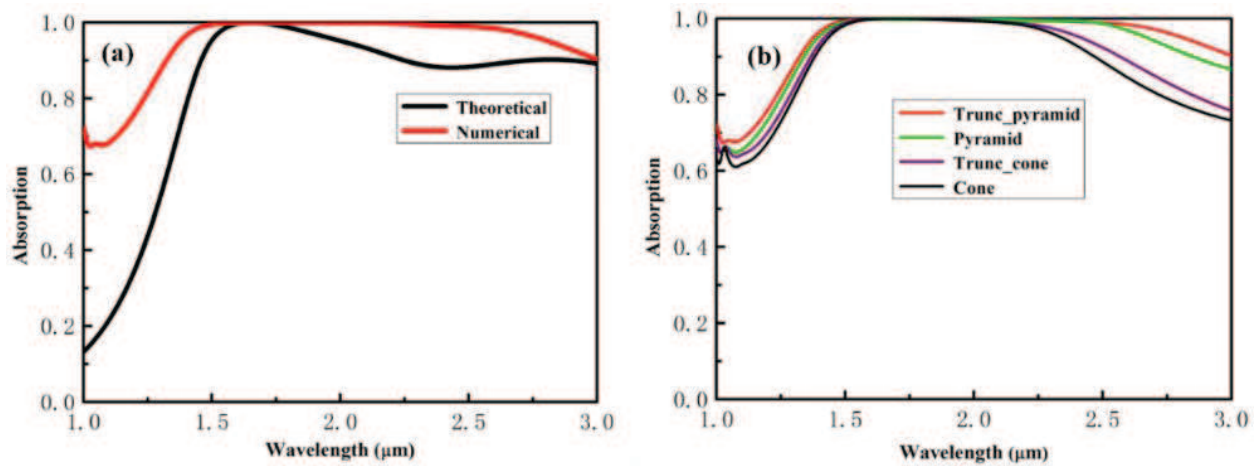 (a)
Absorption
1.0
0.8
0.6
0.4
0.2
0.0
1.0 1.5 2.0 2.5 3.0
Wavelength (μm)
Theoretical
Numerical
(b)
Absorption
1.0
0.8
0.6
0.4
0.2
0.0
1.0 1.5 2.0 2.5 3.0
Wavelength (μm)
Trunc_pyramid
Pyramid
Trunc_cone
Cone